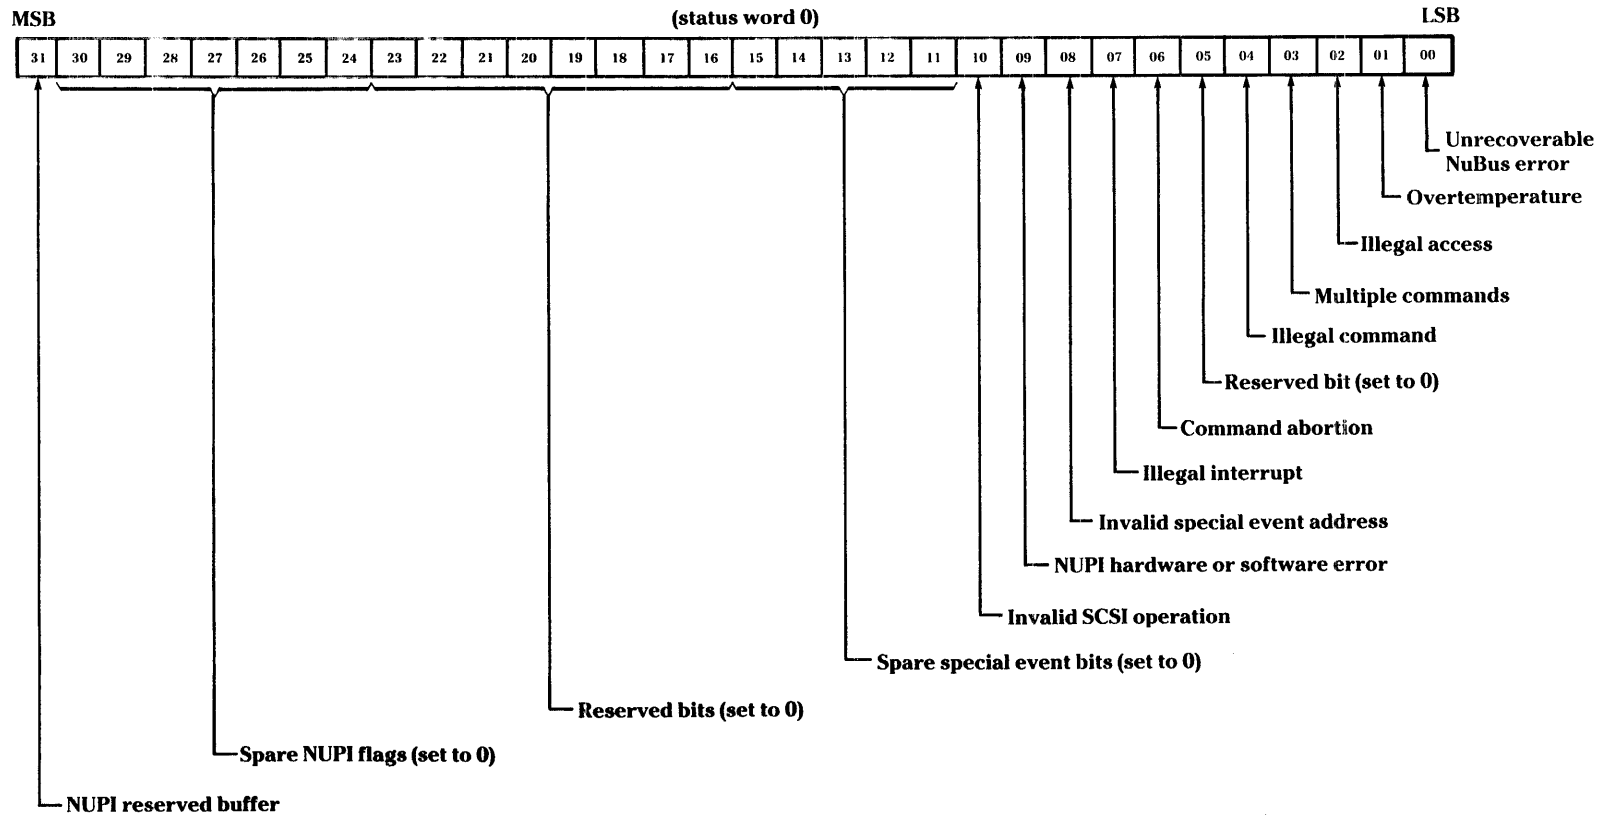 MSB (status word 0) LSB
31 30 29 28 27 26 25 24 23 22 21 20 19 18 17 16 15 14 13 12 11 10 09 08 07 06 05 04 03 02 01 00
Unrecoverable
NuBus error
Overtemperature
Illegal access
Multiple commands
Illegal command
Reserved bit (set to 0)
Command abortion
Illegal interrupt
Invalid special event address
NUPI hardware or software error
Invalid SCSI operation
Spare special event bits (set to 0)
Reserved bits (set to 0)
Spare NUPI flags (set to 0)
NUPI reserved buffer